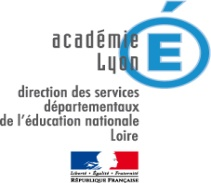 académie
Lyon
É
direction des services
départementaux
de l'éducation nationale
Loire
Liberté • Égalité • Fraternité
RÉPUBLIQUE FRANÇAISE